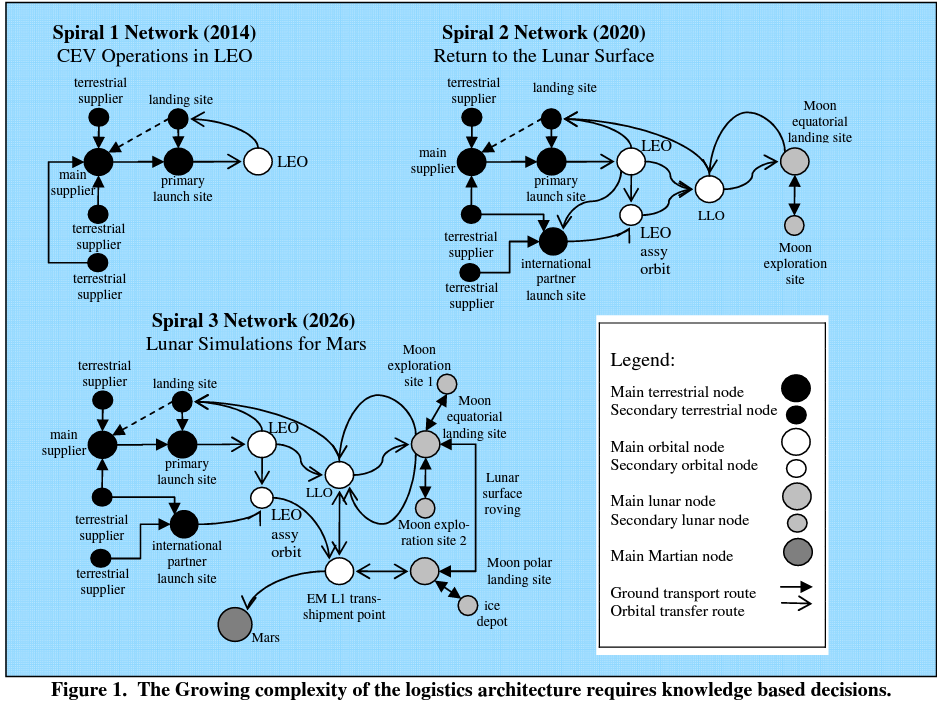 Spiral 1 Network (2014)
CEV Operations in LEO
terrestrial
supplier
landing site
main
supplier
primary
launch site
LEO
terrestrial
supplier
terrestrial
supplier
Spiral 2 Network (2020)
Return to the Lunar Surface
terrestrial
supplier
landing site
Moon
equatorial
landing site
main
supplier
primary
launch site
LEO
LLO
terrestrial
supplier
LEO
assy
orbit
Moon
exploration
site
international
partner
launch site
terrestrial
supplier
Spiral 3 Network (2026)
Lunar Simulations for Mars
terrestrial
supplier
landing site
Moon
exploration
site 1
Moon
equatorial
landing site
main
supplier
primary
launch site
LEO
LLO
Lunar
surface
roving
terrestrial
supplier
LEO
assy
orbit
Moon explo-
ration site 2
international
partner
launch site
terrestrial
supplier
Moon polar
landing site
EM L1 trans-
shipment point
ice
depot
Mars
Legend:
Main terrestrial node
Secondary terrestrial node
Main orbital node
Secondary orbital node
Main lunar node
Secondary lunar node
Main Martian node
Ground transport route
Orbital transfer route
Figure 1.  The Growing complexity of the logistics architecture requires knowledge based decisions.